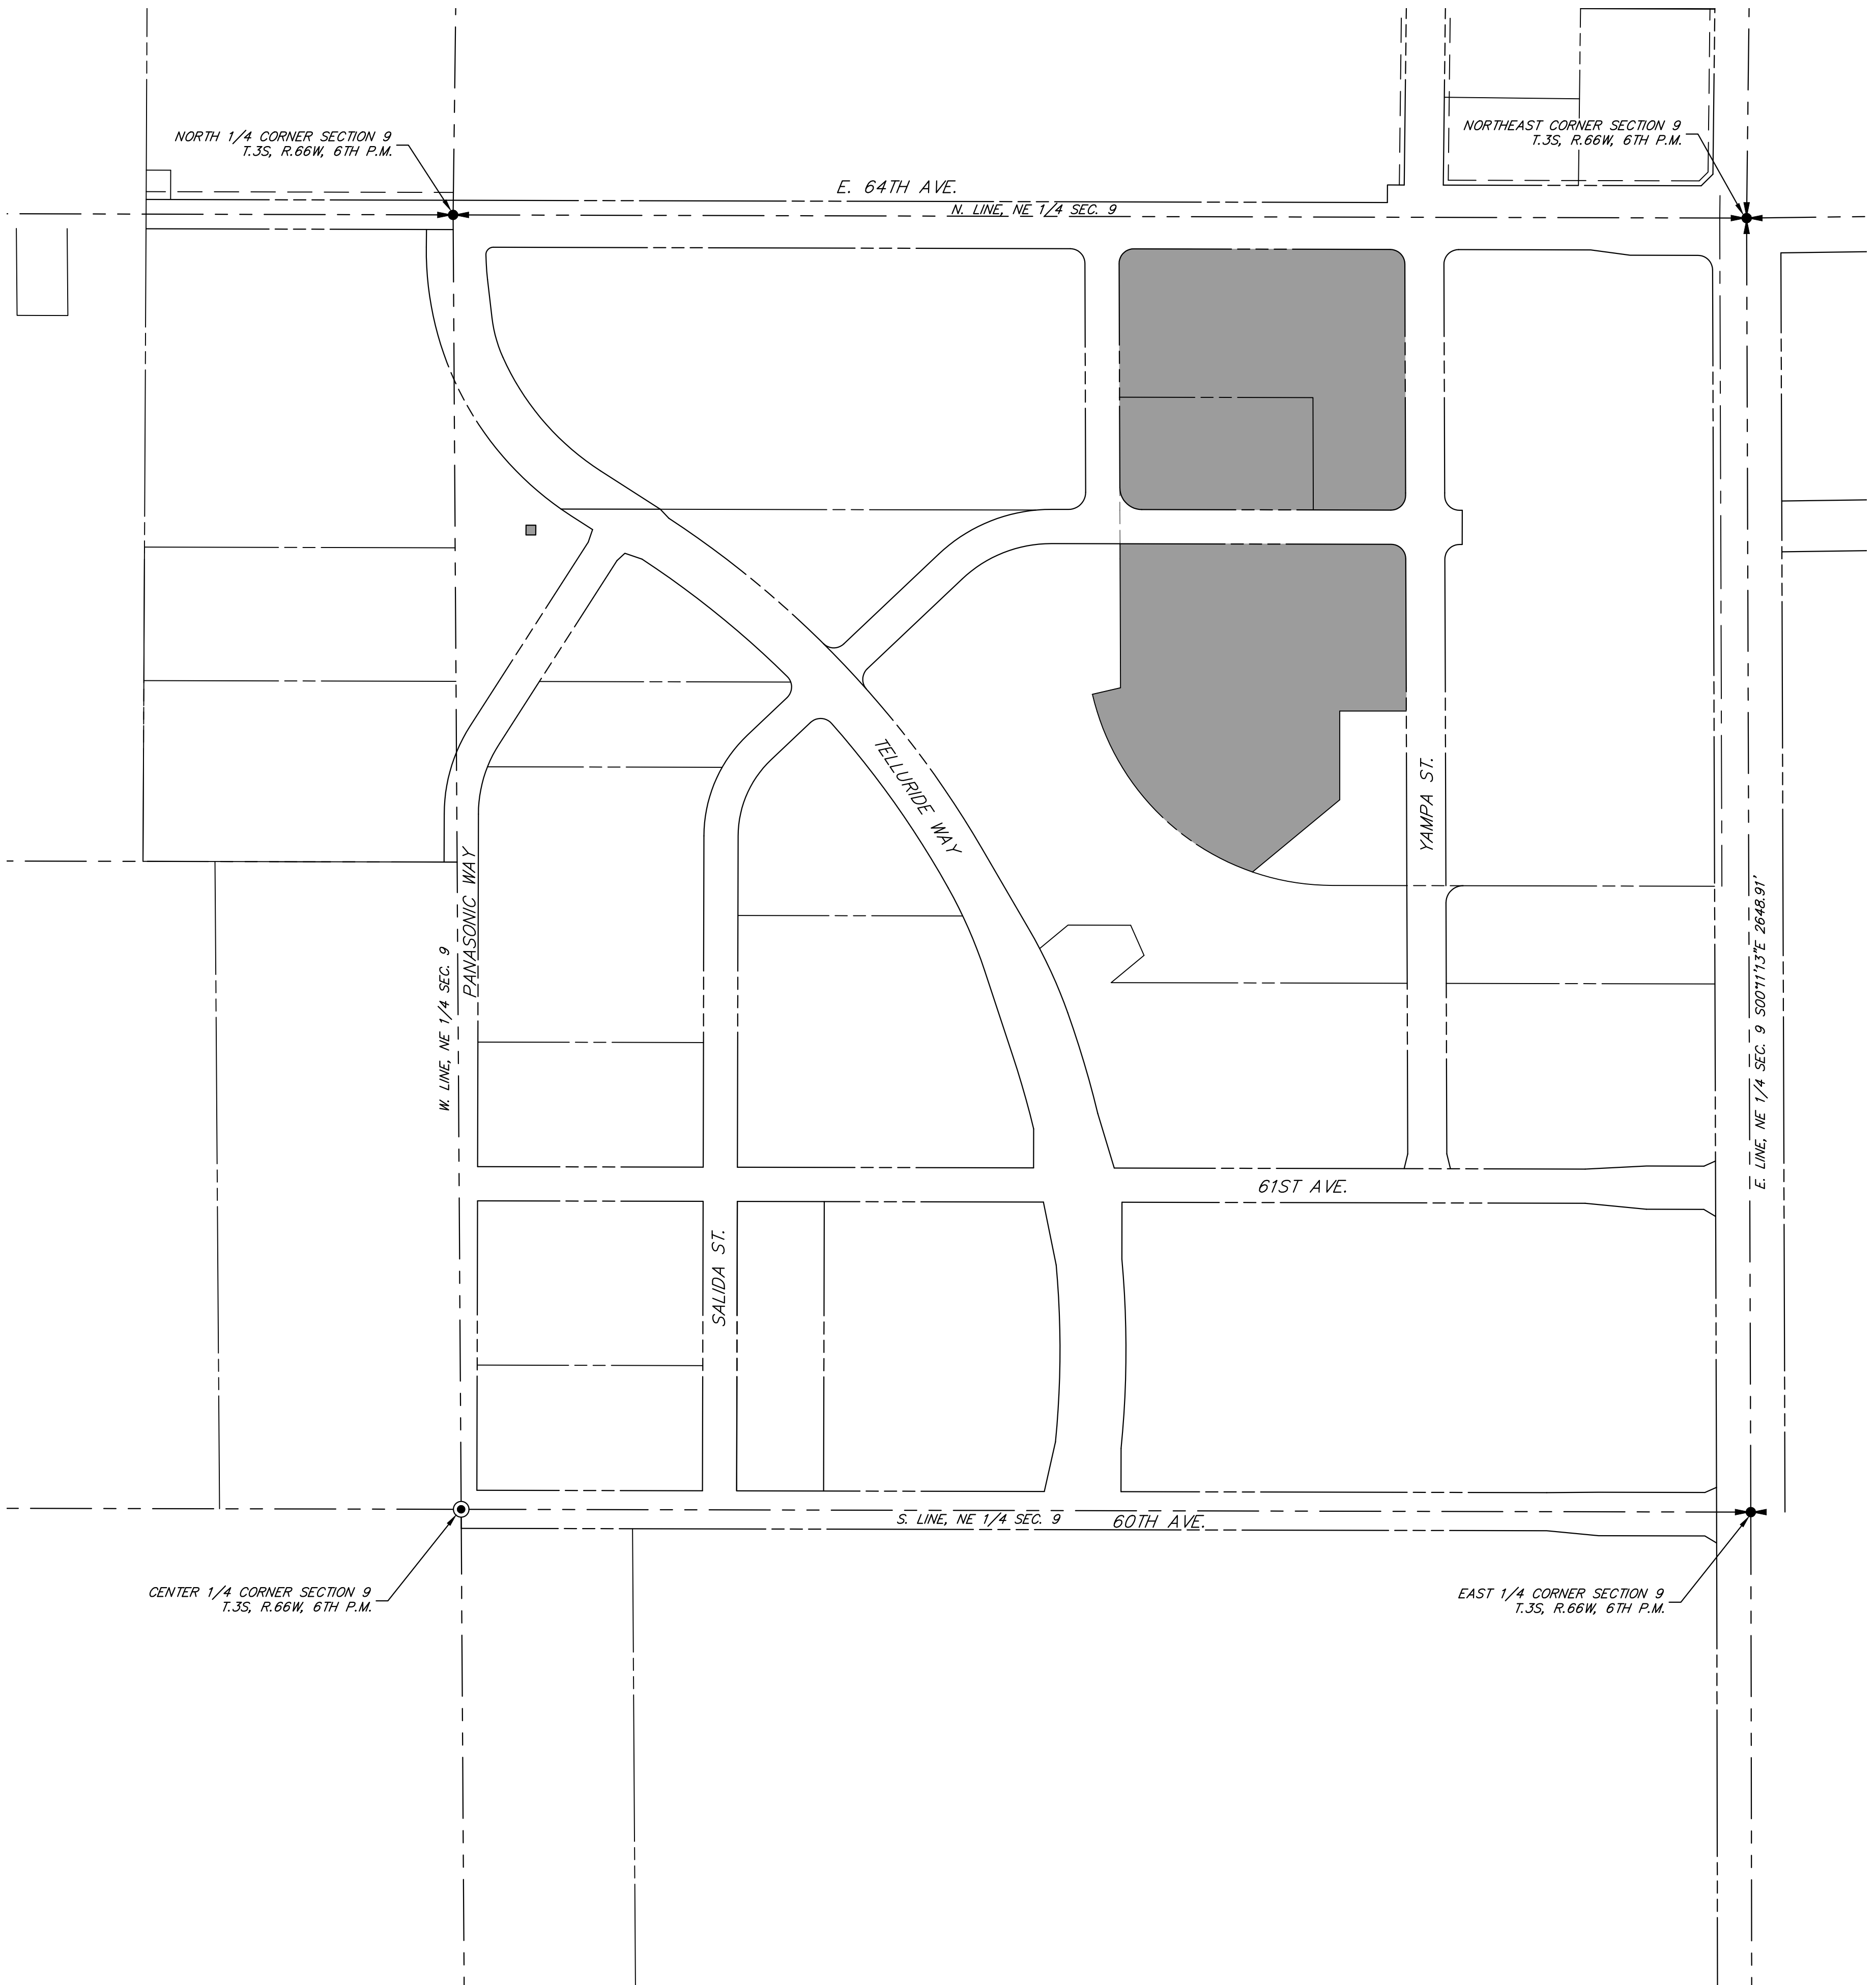 NORTH 1/4 CORNER SECTION 9
T.3S, R.66W, 6TH P.M.
NORTHEAST CORNER SECTION 9
T.3S, R.66W, 6TH P.M.
E. 64TH AVE.
N. LINE, NE 1/4 SEC. 9
TELLURIDE WAY
YAMPA ST.
PANASONIC WAY
W. LINE, NE 1/4 SEC. 9
E. LINE, NE 1/4 SEC. 9 S00°11'13"E 2648.91'
61ST AVE.
SALIDA ST.
S. LINE, NE 1/4 SEC. 9
60TH AVE.
CENTER 1/4 CORNER SECTION 9
T.3S, R.66W, 6TH P.M.
EAST 1/4 CORNER SECTION 9
T.3S, R.66W, 6TH P.M.